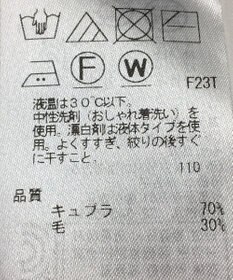 F
W
F23T
液温は30℃以下。
中性洗剤（おしゃれ着洗い）を
使用。漂白剤は液体タイプを使
用。よくすすぎ、絞りの後すぐ
に干すこと。
110
品質
キュプラ 70%
毛 30%